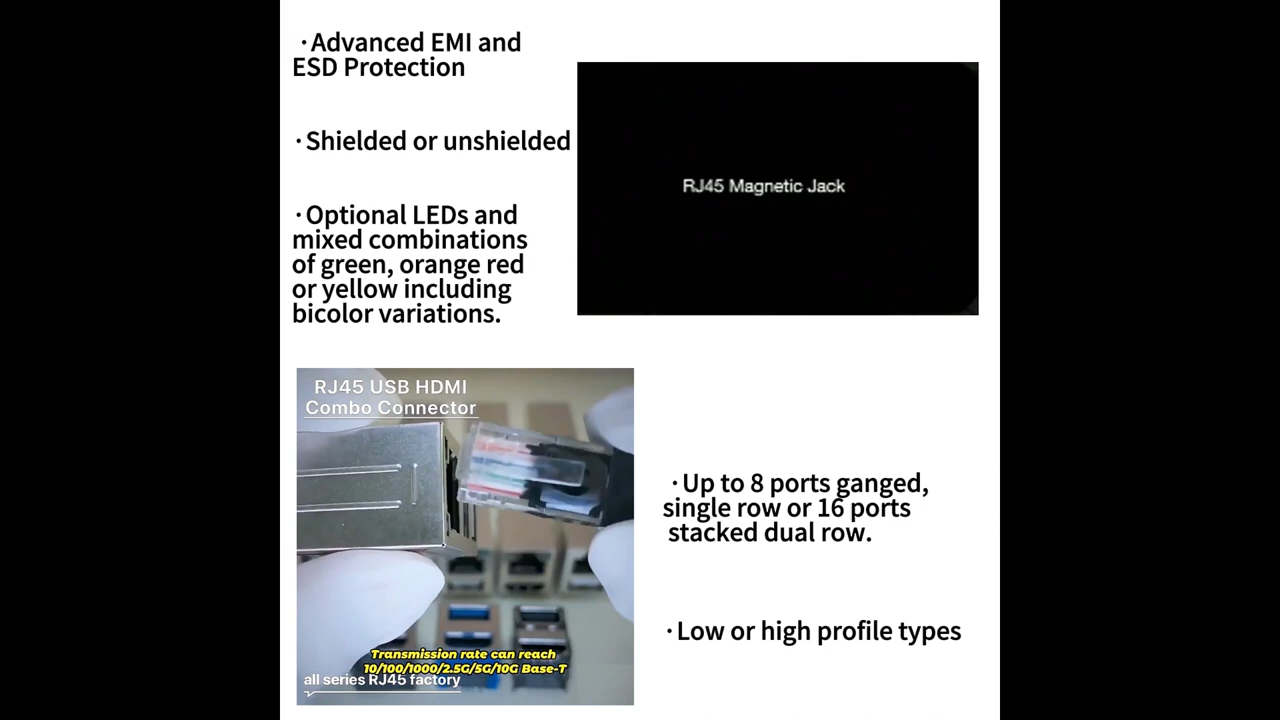 ·Advanced EMI and
ESD Protection
·Shielded or unshielded
·Optional LEDs and
mixed combinations
of green, orange red
or yellow including
bicolor variations.
RJ45 Magnetic Jack
RJ45 USB HDMI
Combo Connector
Transmission rate can reach
10/100/1000/2.5G/5G/10G Base-T
all series RJ45 factory
·Up to 8 ports ganged,
single row or 16 ports
stacked dual row.
·Low or high profile types